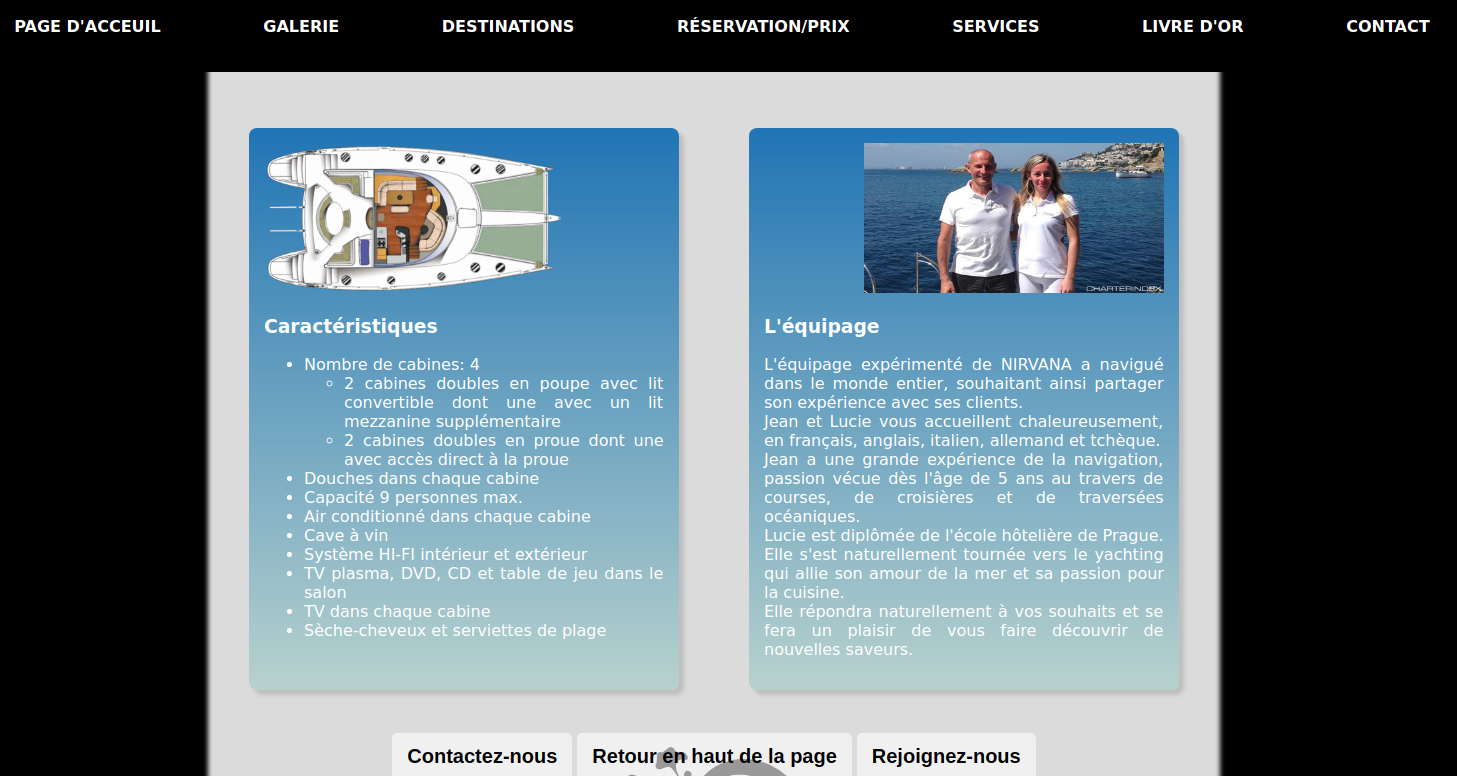 PAGE D'ACCEUIL GALERIE DESTINATIONS RÉSERVATION/PRIX SERVICES LIVRE D'OR CONTACT
Caractéristiques
Nombre de cabines: 4
2 cabines doubles en poupe avec lit
convertible dont une avec un lit
mezzanine supplémentaire
2 cabines doubles en proue dont une
avec accès direct à la proue
Douches dans chaque cabine
Capacité 9 personnes max.
Air conditionné dans chaque cabine
Cave à vin
Système HI-FI intérieur et extérieur
TV plasma, DVD, CD et table de jeu dans le
salon
TV dans chaque cabine
Sèche-cheveux et serviettes de plage
CHARTERINDEX
L'équipage
L'équipage expérimenté de NIRVANA a navigué
dans le monde entier, souhaitant ainsi partager
son expérience avec ses clients.
Jean et Lucie vous accueillent chaleureusement,
en français, anglais, italien, allemand et tchèque.
Jean a une grande expérience de la navigation,
passion vécue dès l'âge de 5 ans au travers de
courses, de croisières et de traversées
océaniques.
Lucie est diplômée de l'école hôtelière de Prague.
Elle s'est naturellement tournée vers le yachting
qui allie son amour de la mer et sa passion pour
la cuisine.
Elle répondra naturellement à vos souhaits et se
fera un plaisir de vous faire découvrir de
nouvelles saveurs.
Contactez-nous Retour en haut de la page Rejoignez-nous